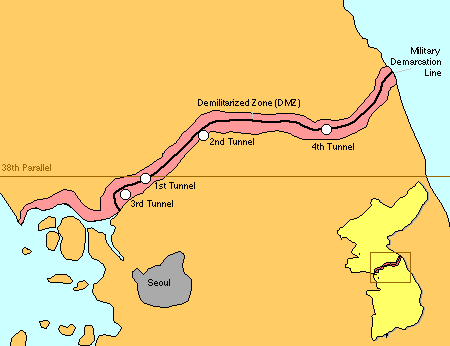 Military
Demarcation
Line
Demilitarized Zone (DMZ)
2nd Tunnel
4th Tunnel
38th Parallel
1st Tunnel
3rd Tunnel
Seoul